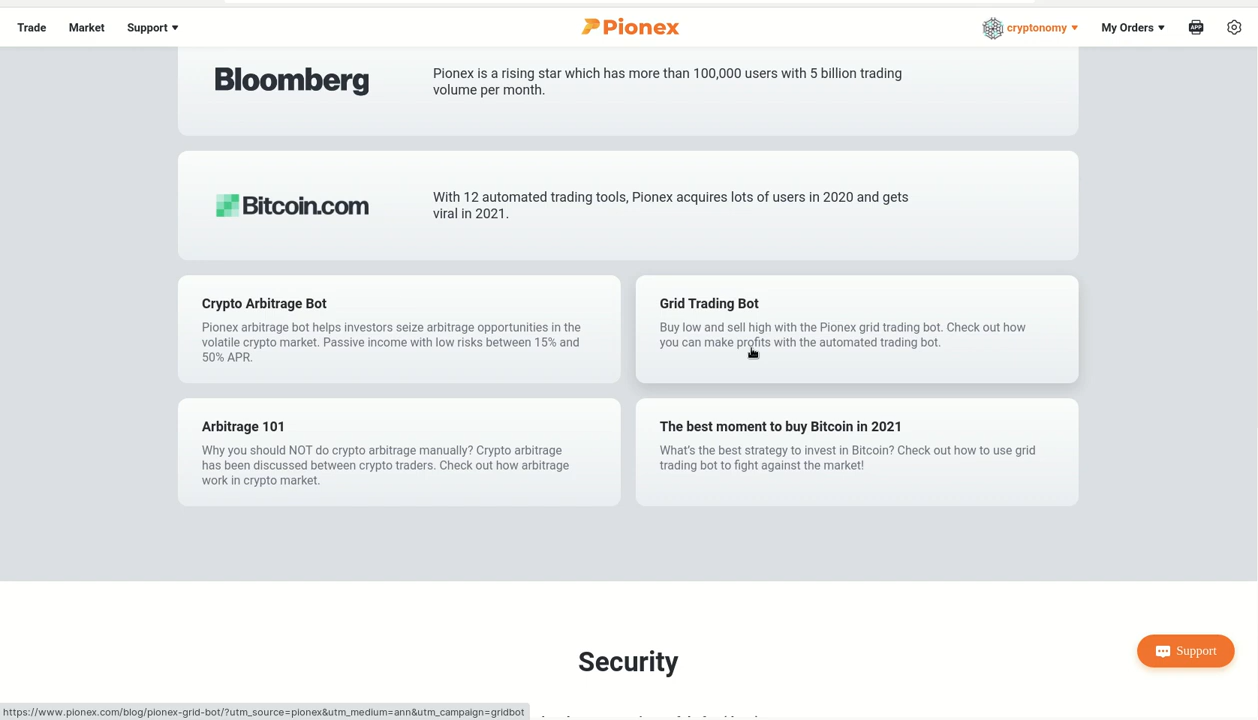 Trade
Market
Support
Pionex
cryptonomy
My Orders
APP
Bloomberg
Pionex is a rising star which has more than 100,000 users with 5 billion trading
volume per month.
Bitcoin.com
With 12 automated trading tools, Pionex acquires lots of users in 2020 and gets
viral in 2021.
Crypto Arbitrage Bot
Pionex arbitrage bot helps investors seize arbitrage opportunities in the
volatile crypto market. Passive income with low risks between 15% and
50% APR.
Grid Trading Bot
Buy low and sell high with the Pionex grid trading bot. Check out how
you can make profits with the automated trading bot.
Arbitrage 101
Why you should NOT do crypto arbitrage manually? Crypto arbitrage
has been discussed between crypto traders. Check out how arbitrage
work in crypto market.
The best moment to buy Bitcoin in 2021
What's the best strategy to invest in Bitcoin? Check out how to use grid
trading bot to fight against the market!
Security
Support
https://www.pionex.com/blog/pionex-grid-bot/?utm_source=pionex&utm_medium=ann&utm_campaign=gridbot